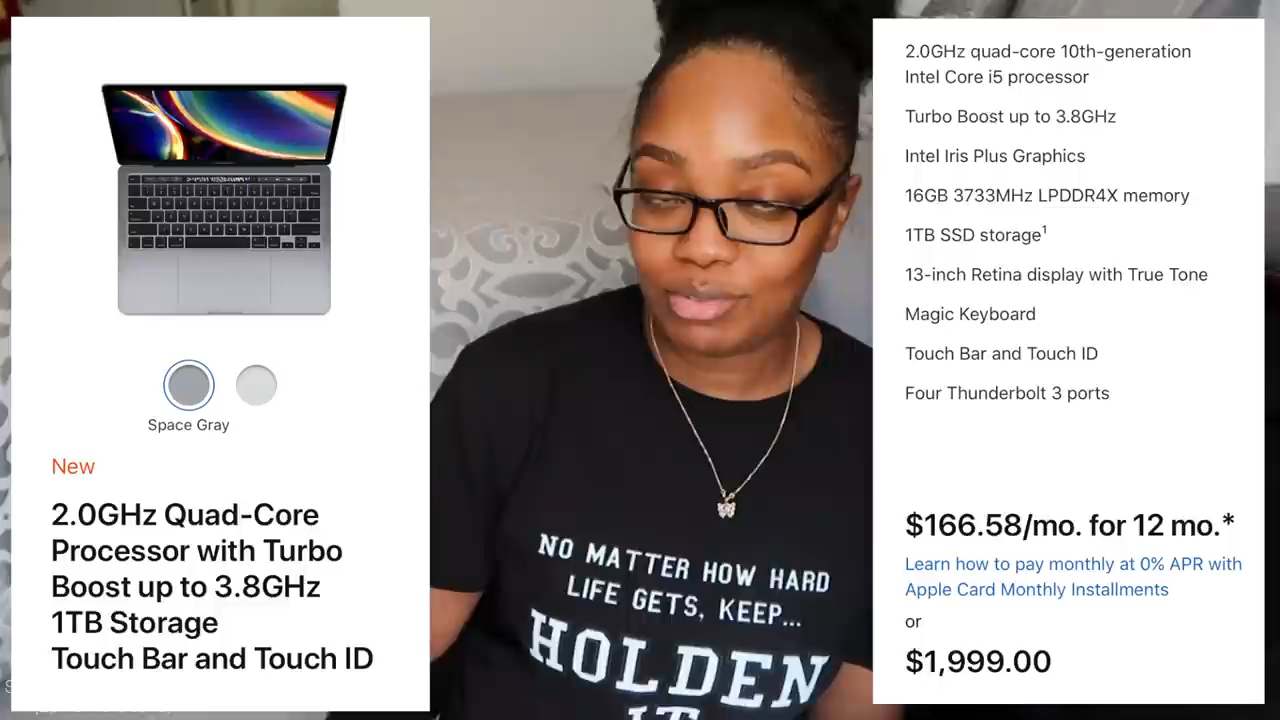 Space Gray
New
2.0GHz Quad-Core
Processor with Turbo
Boost up to 3.8GHz
1TB Storage
Touch Bar and Touch ID
NO MATTER HOW HARD
LIFE GETS, KEEP...
HOLDEN
IT
2.0GHz quad-core 10th-generation
Intel Core i5 processor
Turbo Boost up to 3.8GHz
Intel Iris Plus Graphics
16GB 3733MHz LPDDR4X memory
1TB SSD storage¹
13-inch Retina display with True Tone
Magic Keyboard
Touch Bar and Touch ID
Four Thunderbolt 3 ports
$166.58/mo. for 12 mo.*
Learn how to pay monthly at 0% APR with
Apple Card Monthly Installments
or
$1,999.00